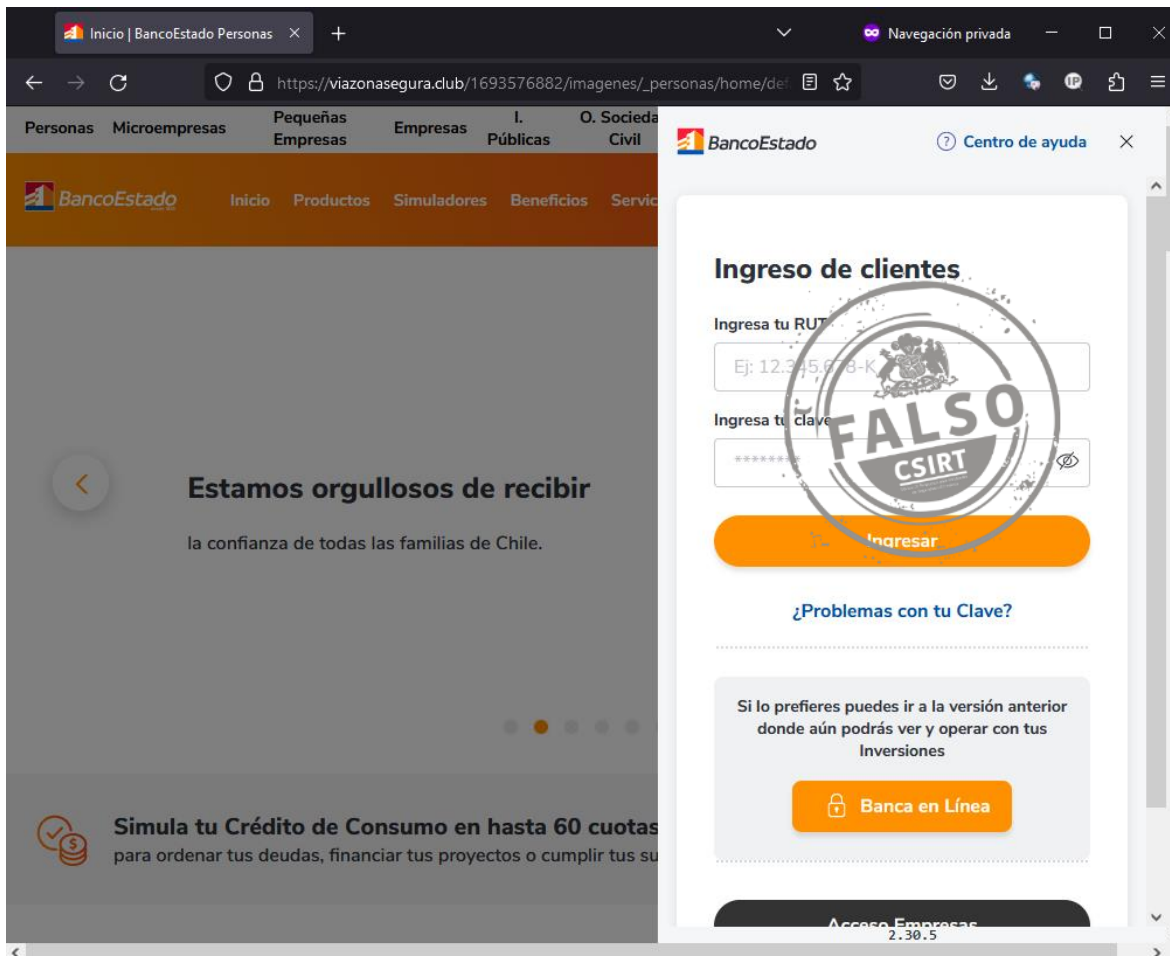 Inicio | BancoEstado Personas
Navegación privada
https://viazonasegura.club/1693576882/imagenes/_personas/home/def
Personas Microempresas Pequeñas Empresas Empresas I. Públicas O. Socieda Civil
BancoEstado Inicio Productos Simuladores Beneficios Servic
BancoEstado
Centro de ayuda
Ingreso de clientes
Ingresa tu RUT
Ej: 12.345.678-K
Ingresa tu clave
********
FALSO
CSIRT
Ingresar
¿Problemas con tu Clave?
Si lo prefieres puedes ir a la versión anterior
donde aún podrás ver y operar con tus
Inversiones
Banca en Línea
Acceso Empresas
2.30.5
Estamos orgullosos de recibir
la confianza de todas las familias de Chile.
Simula tu Crédito de Consumo en hasta 60 cuotas
para ordenar tus deudas, financiar tus proyectos o cumplir tus su